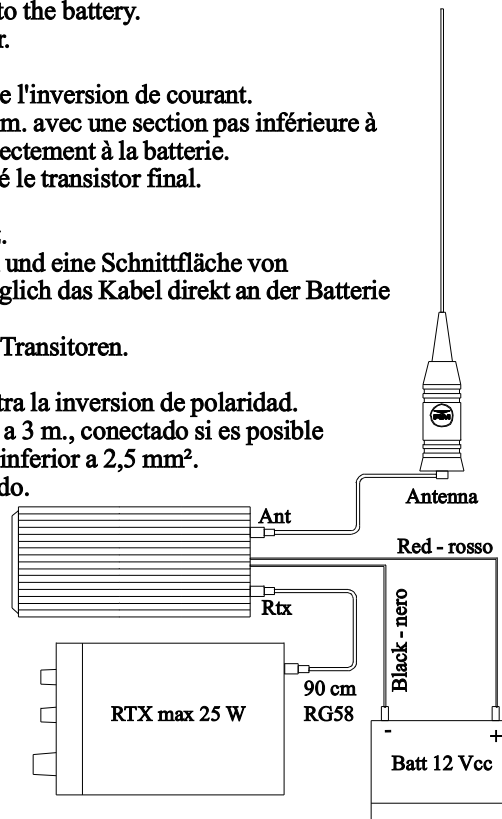 to the battery.
r.
e l'inversion de courant.
m. avec une section pas inférieure à
ectement à la batterie.
é le transistor final.
.
und eine Schnittfläche von
glich das Kabel direkt an der Batterie
Transitoren.
tra la inversion de polaridad.
a 3 m., conectado si es posible
inferior a 2,5 mm².
do.
Antenna
Ant
Red - rosso
Rtx
Black - nero
90 cm
RG58
RTX max 25 W
- +
Batt 12 Vcc